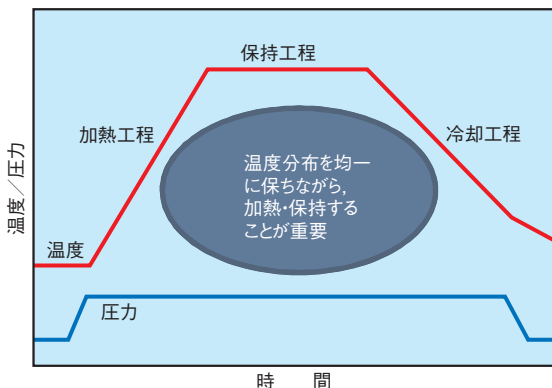 保持工程
加熱工程
冷却工程
温度分布を均一
に保ちながら,
加熱・保持する
ことが重要
温度
圧力
温度／圧力
時　間